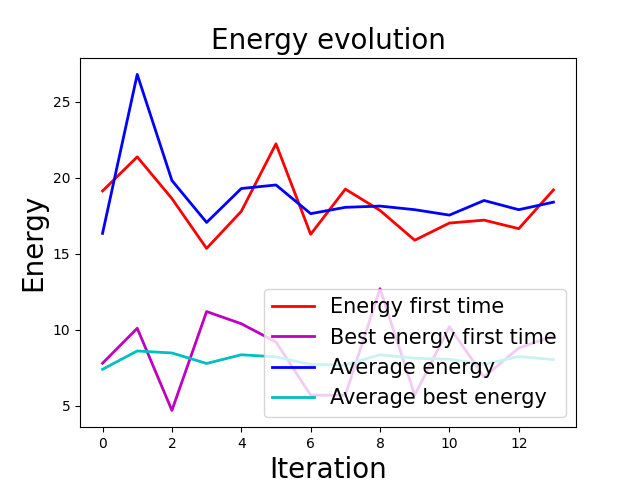 Energy evolution
Energy
25
20
15
10
5
Energy first time
Best energy first time
Average energy
Average best energy
0 2 4 6 8 10 12
Iteration